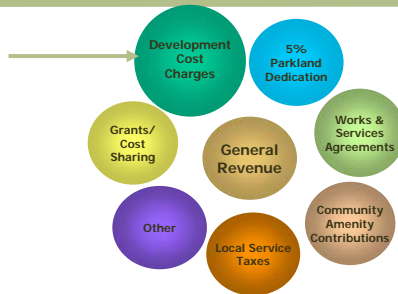 Development
Cost
Charges
5%
Parkland
Dedication
Grants/
Cost
Sharing
General
Revenue
Works &
Services
Agreements
Other
Local Service
Taxes
Community
Amenity
Contributions